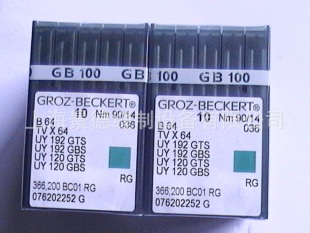 GB 100
GROZ-BECKERT®
10 Nm 90/14
B 64 036
TV X 64
UY 192 GTS
UY 192 GBS
UY 120 GTS
UY 120 GBS
RG
366,200 BC01 RG
076202252 G
GB 100
GROZ-BECKERT®
10 Nm 90/14
B 64 036
TV X 64
UY 192 GTS
UY 192 GBS
UY 120 GTS
UY 120 GBS
RG
366,200 BC01 RG
076202252 G